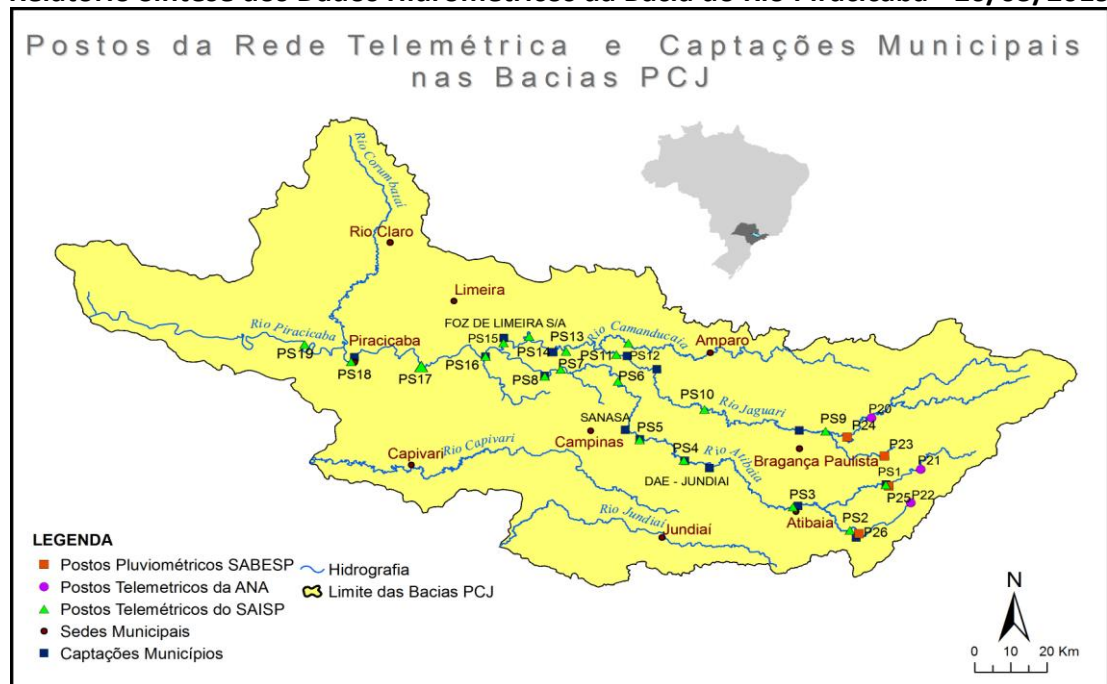 Relatório Síntese dos Dados Hidrométricos da Bacia do Rio Piracicaba
Postos da Rede Telemétrica e Captações Municipais
nas Bacias PCJ
Rio Corumbataí
Rio Claro
Limeira
Rio Piracicaba
Piracicaba
FOZ DE LIMEIRA S/A
PS15
PS13
Rio Camanducaia
Amparo
PS19
PS14
PS11
PS12
PS18
PS17
PS16
PS8
PS7
PS6
PS10
Rio Jaguari
PS9
P20
P24
SANASA
PS5
Campinas
P23
Rio Capivari
Capivari
PS4
Rio Atibaia
Bragança Paulista
P21
DAE - JUNDIAI
PS1
P25
P22
PS3
Atibaia
PS2
P26
Rio Jundiaí
Jundiaí
LEGENDA
Postos Pluviométricos SABESP
Hidrografia
Postos Telemetricos da ANA
Limite das Bacias PCJ
Postos Telemétricos do SAISP
Sedes Municipais
Captações Municípios
N
0 10 20 Km